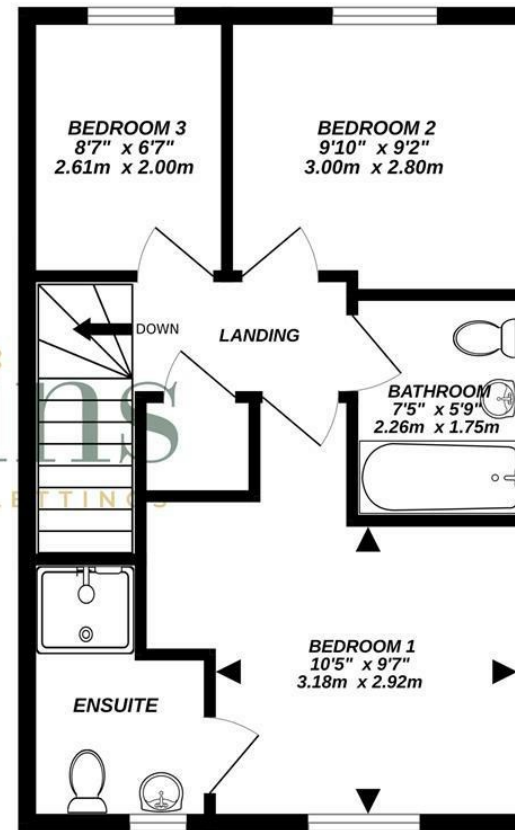 BEDROOM 3
8'7" x 6'7"
2.61m x 2.00m
BEDROOM 2
9'10" x 9'2"
3.00m x 2.80m
DOWN
LANDING
BATHROOM
7'5" x 5'9"
2.26m x 1.75m
BEDROOM 1
10'5" x 9'7"
3.18m x 2.92m
ENSUITE